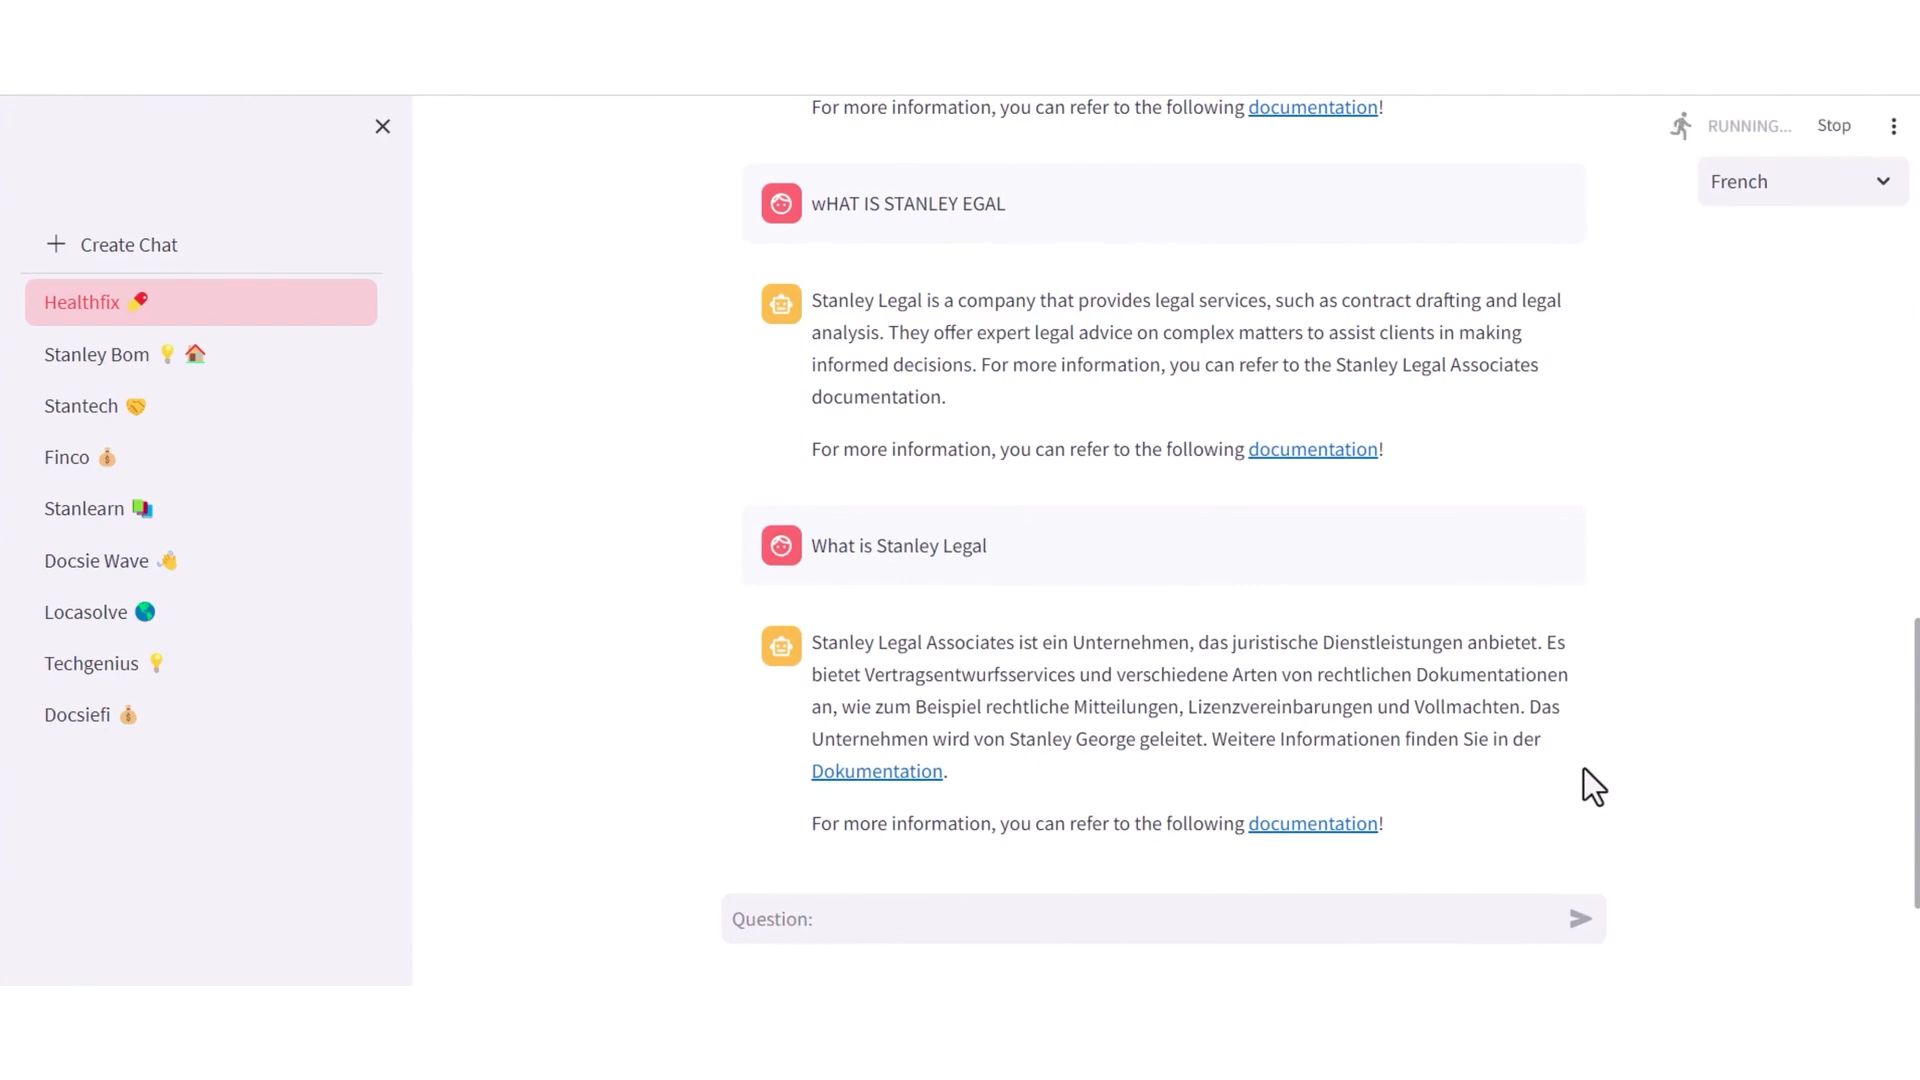 Create Chat
Healthfix
Stanley Bom
Stantech
Finco
Stanlearn
Docsie Wave
Locasolve
Techgenius
Docsiefi
For more information, you can refer to the following documentation!
wHAT IS STANLEY EGAL
Stanley Legal is a company that provides legal services, such as contract drafting and legal
analysis. They offer expert legal advice on complex matters to assist clients in making
informed decisions. For more information, you can refer to the Stanley Legal Associates
documentation.
For more information, you can refer to the following documentation!
What is Stanley Legal
Stanley Legal Associates ist ein Unternehmen, das juristische Dienstleistungen anbietet. Es
bietet Vertragsentwurfsservices und verschiedene Arten von rechtlichen Dokumentationen
an, wie zum Beispiel rechtliche Mitteilungen, Lizenzvereinbarungen und Vollmachten. Das
Unternehmen wird von Stanley George geleitet. Weitere Informationen finden Sie in der
Dokumentation.
For more information, you can refer to the following documentation!
Question:
RUNNING... Stop
French